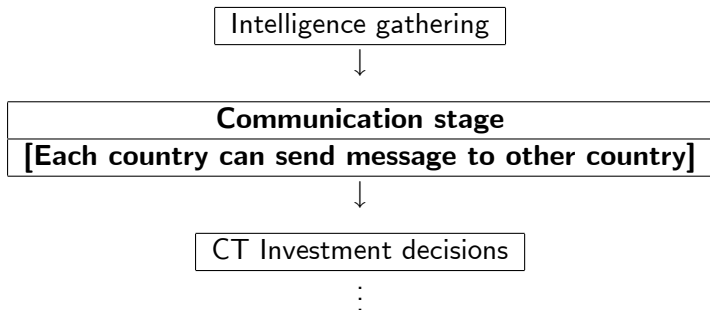 Intelligence gathering
↓
Communication stage
[Each country can send message to other country]
↓
CT Investment decisions
⋮